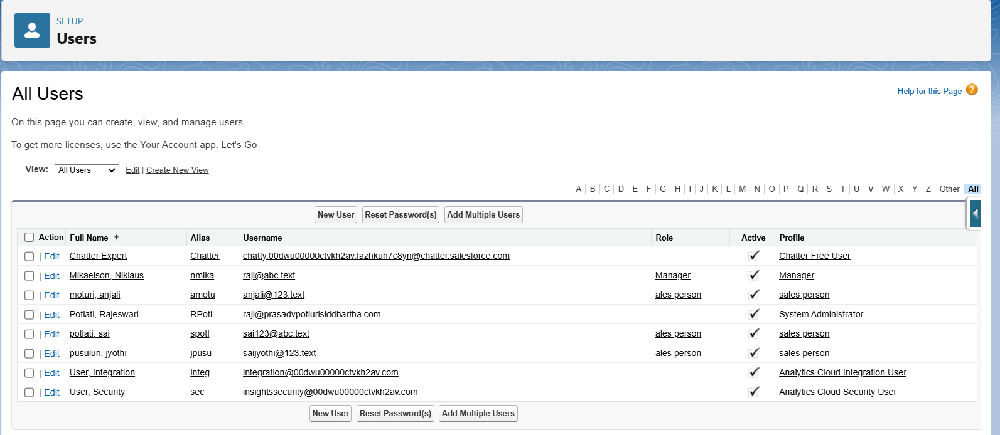 SETUP
Users
All Users
Help for this Page ?
On this page you can create, view, and manage users.
To get more licenses, use the Your Account app. Let's Go
View: All Users Edit | Create New View
A B C D E F G H I J K L M N O P Q R S T U V W X Y Z Other All
New User Reset Password(s) Add Multiple Users
Action Full Name ↑ Alias Username Role Active Profile
| Edit Chatter Expert Chatter chatty.00dwu00000ctvkh2av.fazhkuh7c8yn@chatter.salesforce.com Chatter Free User
| Edit Mikaelson, Niklaus nmika raji@abc.text Manager Manager
| Edit moturi, anjali amotu anjali@123.text ales person sales person
| Edit Potlati, Rajeswari RPotl raji@prasadvpotlurisiddhartha.com System Administrator
| Edit potlati, sai spotl sai123@abc.text ales person sales person
| Edit pusuluri, jyothi jpusu saijyothi@123.text ales person sales person
| Edit User, Integration integ integration@00dwu00000ctvkh2av.com Analytics Cloud Integration User
| Edit User, Security sec insightssecurity@00dwu00000ctvkh2av.com Analytics Cloud Security User
New User Reset Password(s) Add Multiple Users